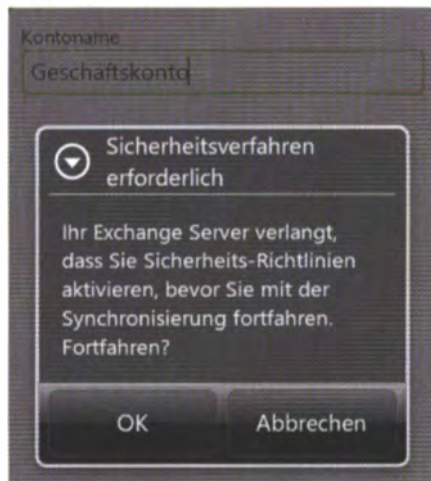 Kontoname
Geschäftskonto
Sicherheitsverfahren
erforderlich
Ihr Exchange Server verlangt,
dass Sie Sicherheits-Richtlinien
aktivieren, bevor Sie mit der
Synchronisierung fortfahren.
Fortfahren?
OK Abbrechen